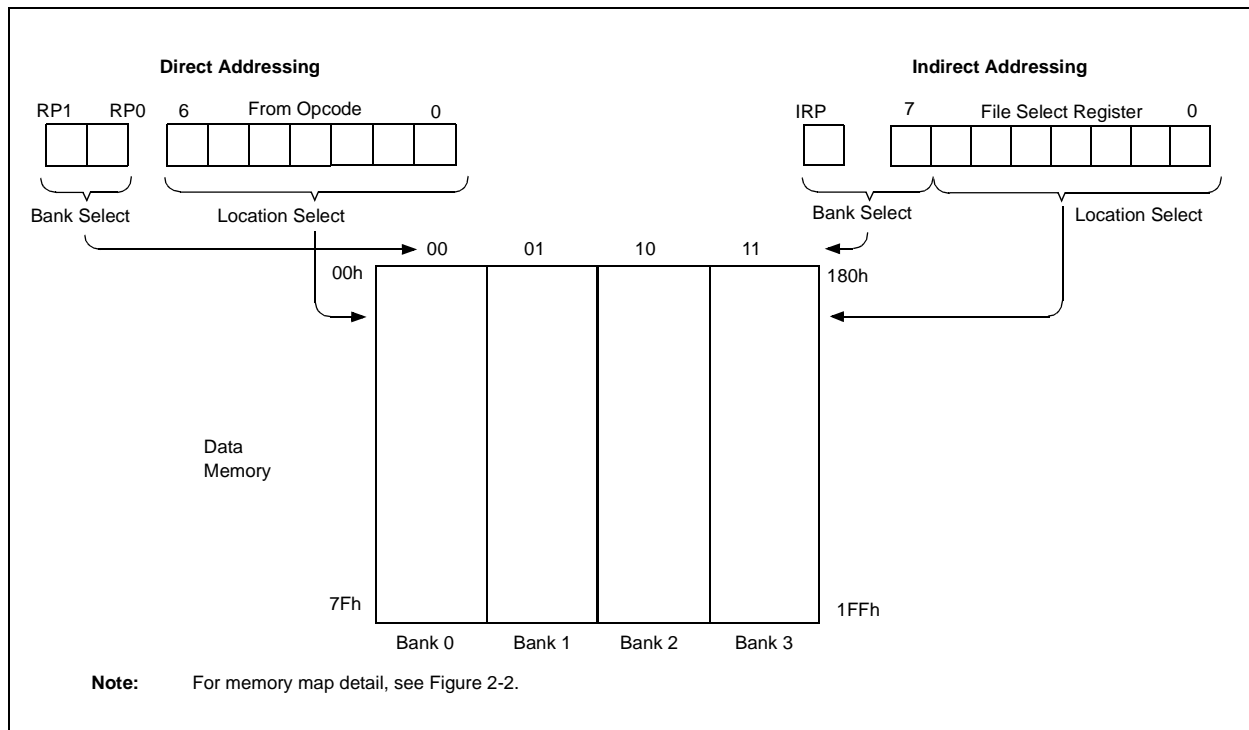 Direct Addressing
Indirect Addressing
RP1 RP0 6 From Opcode 0
IRP 7 File Select Register 0
Bank Select Location Select
Bank Select Location Select
00 01 10 11
00h 180h
Data
Memory
7Fh 1FFh
Bank 0 Bank 1 Bank 2 Bank 3
Note: For memory map detail, see Figure 2-2.